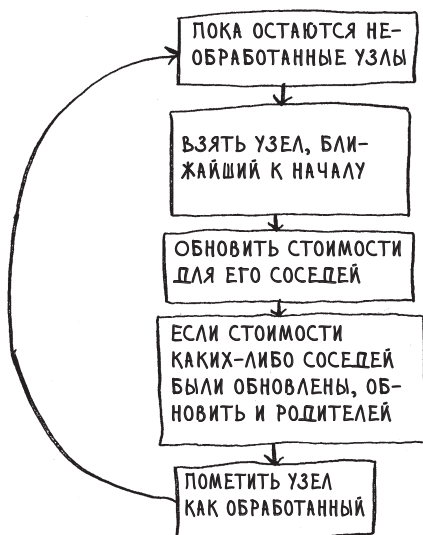 ПОКА ОСТАЮТСЯ НЕ-
ОБРАБОТАННЫЕ УЗЛЫ
ВЗЯТЬ УЗЕЛ, БЛИ-
ЖАЙШИЙ К НАЧАЛУ
ОБНОВИТЬ СТОИМОСТИ
ДЛЯ ЕГО СОСЕДЕЙ
ЕСЛИ СТОИМОСТИ
КАКИХ-ЛИБО СОСЕДЕЙ
БЫЛИ ОБНОВЛЕНЫ, ОБ-
НОВИТЬ И РОДИТЕЛЕЙ
ПОМЕТИТЬ УЗЕЛ
КАК ОБРАБОТАННЫЙ